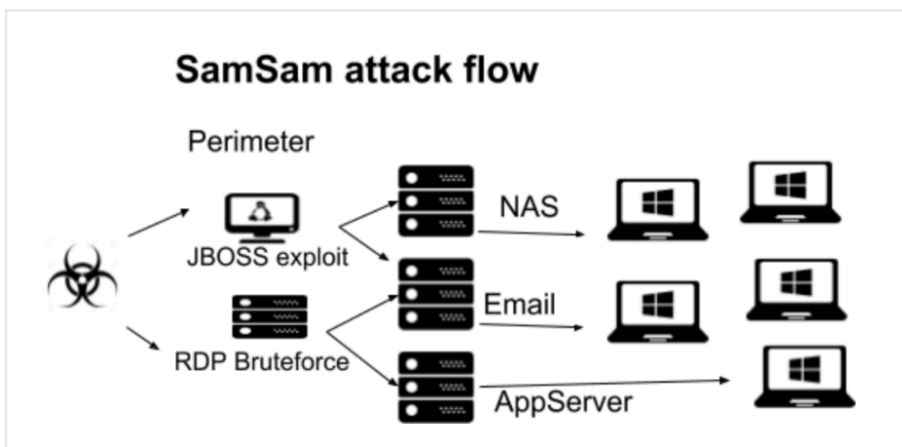 SamSam attack flow
Perimeter
JBOSS exploit
RDP Bruteforce
NAS
Email
AppServer